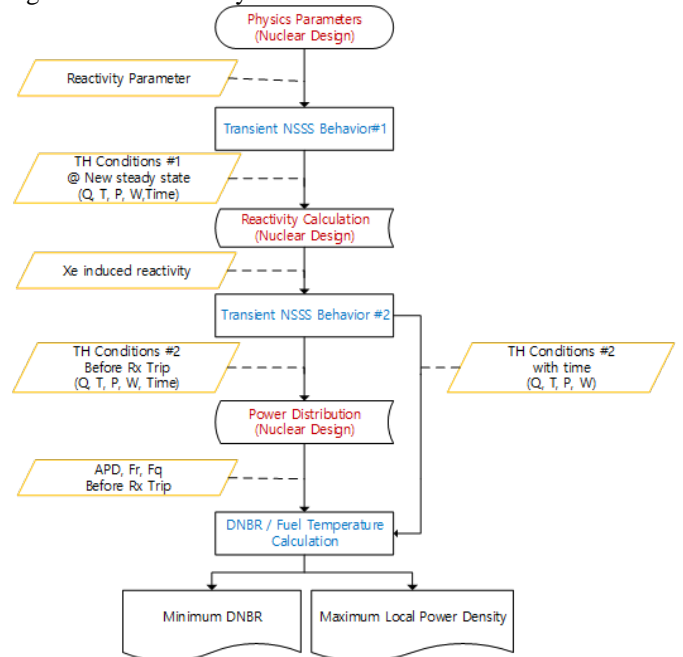 Physics Parameters
(Nuclear Design)
Reactivity Parameter
Transient NSSS Behavior#1
TH Conditions #1
@ New steady state
(Q, T, P, W,Time)
Reactivity Calculation
(Nuclear Design)
Xe induced reactivity
Transient NSSS Behavior #2
TH Conditions #2
Before Rx Trip
(Q, T, P, W, Time)
TH Conditions #2
with time
(Q, T, P, W)
Power Distribution
(Nuclear Design)
APD, Fr, Fq
Before Rx Trip
DNBR / Fuel Temperature
Calculation
Minimum DNBR
Maximum Local Power Density